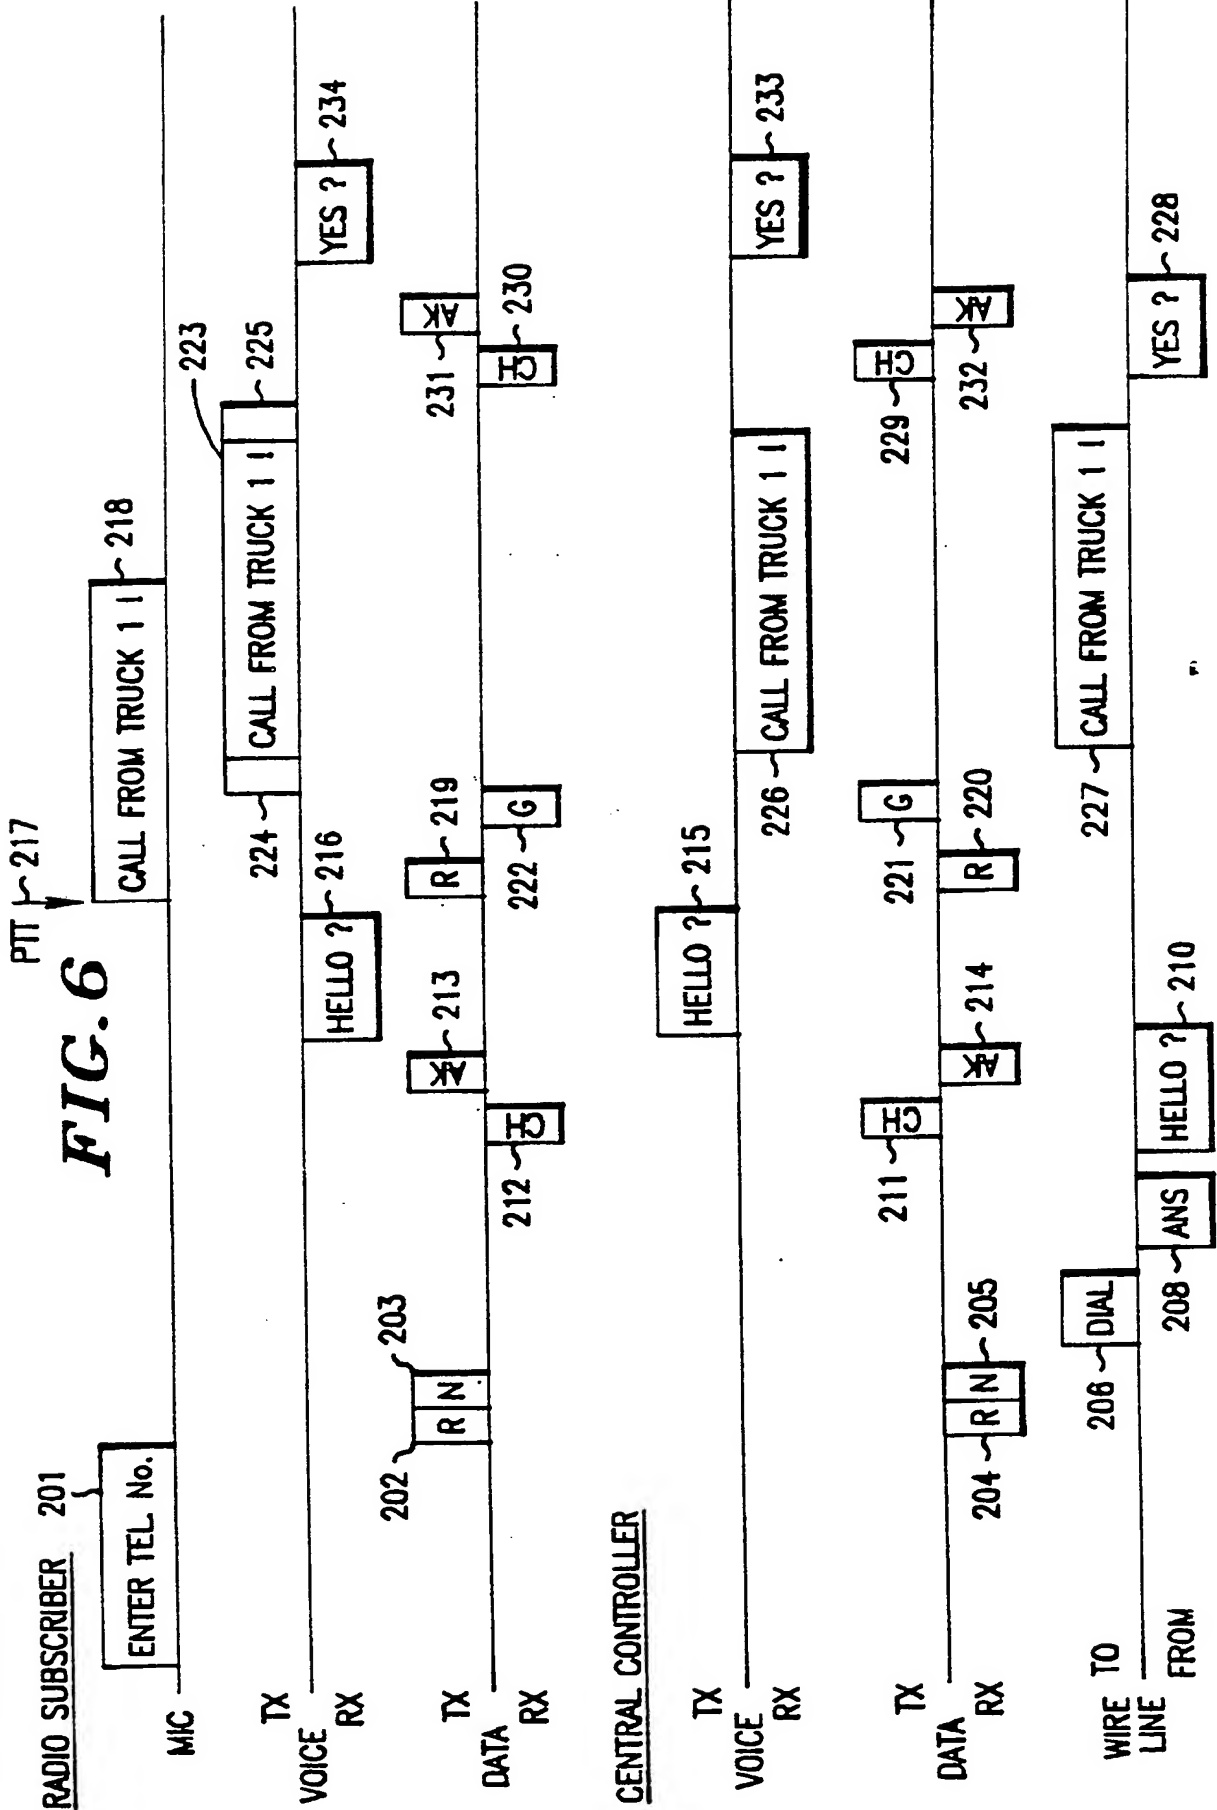 FIG. 6
RADIO SUBSCRIBER
PTT 217
201
ENTER TEL. No.
CALL FROM TRUCK 1 !
218
MIC
223
TX
VOICE
RX
224
CALL FROM TRUCK 1 !
225
HELLO ?
216
YES ?
234
TX
DATA
RX
202
203
R N
AK
213
R
219
231
AK
212
CH
222
G
CH
230
CENTRAL CONTROLLER
TX
VOICE
RX
HELLO ?
215
226
CALL FROM TRUCK 1 !
YES ?
233
TX
DATA
RX
211
CH
221
G
229
CH
204
R N
205
AK
214
R
220
232
AK
WIRE
LINE
TO
FROM
206
DIAL
227
CALL FROM TRUCK 1 !
208
ANS
HELLO ?
210
YES ?
228